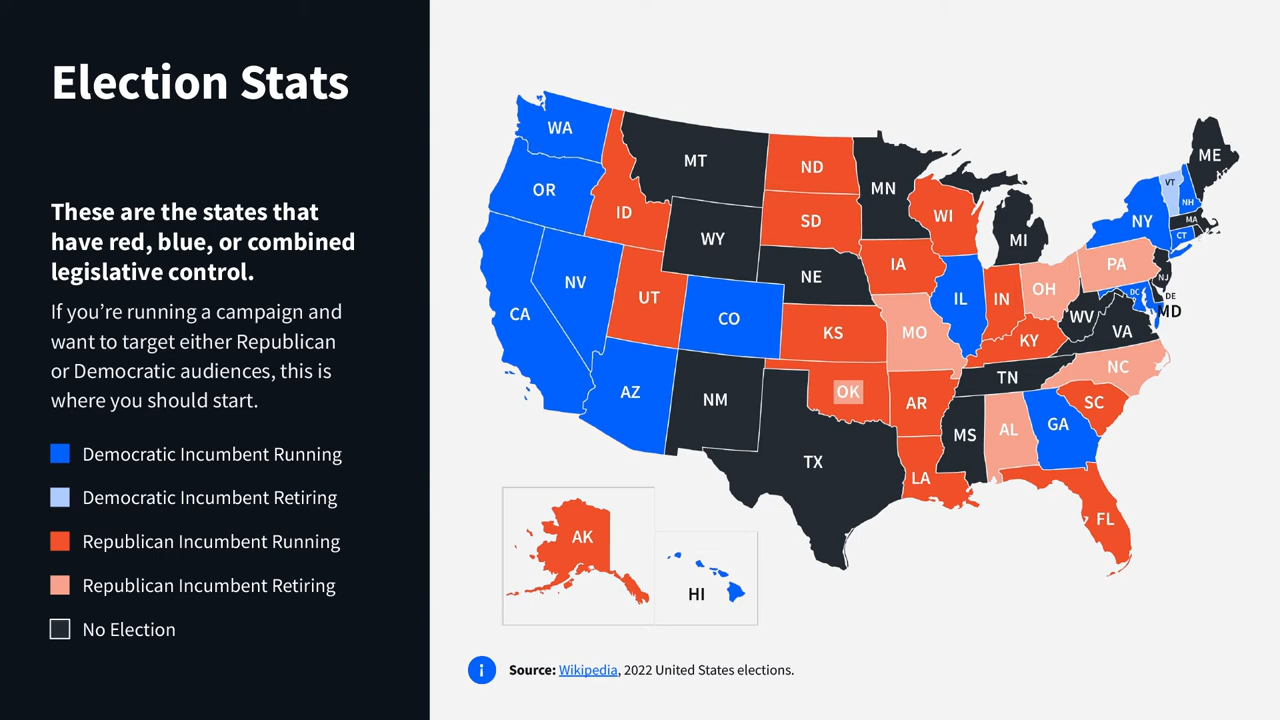 Election Stats
These are the states that
have red, blue, or combined
legislative control.
If you’re running a campaign and
want to target either Republican
or Democratic audiences, this is
where you should start.
Democratic Incumbent Running
Democratic Incumbent Retiring
Republican Incumbent Running
Republican Incumbent Retiring
No Election
WA
MT
ND
MN
ME
OR
ID
SD
WI
VT
NH
WY
MI
NY
MA
CT
NV
UT
NE
IA
PA
NJ
CA
CO
KS
MO
IL
IN
OH
DC
DE
MD
WV
VA
KY
AZ
NM
OK
AR
TN
NC
SC
TX
LA
MS
AL
GA
FL
AK
HI
Source: Wikipedia, 2022 United States elections.